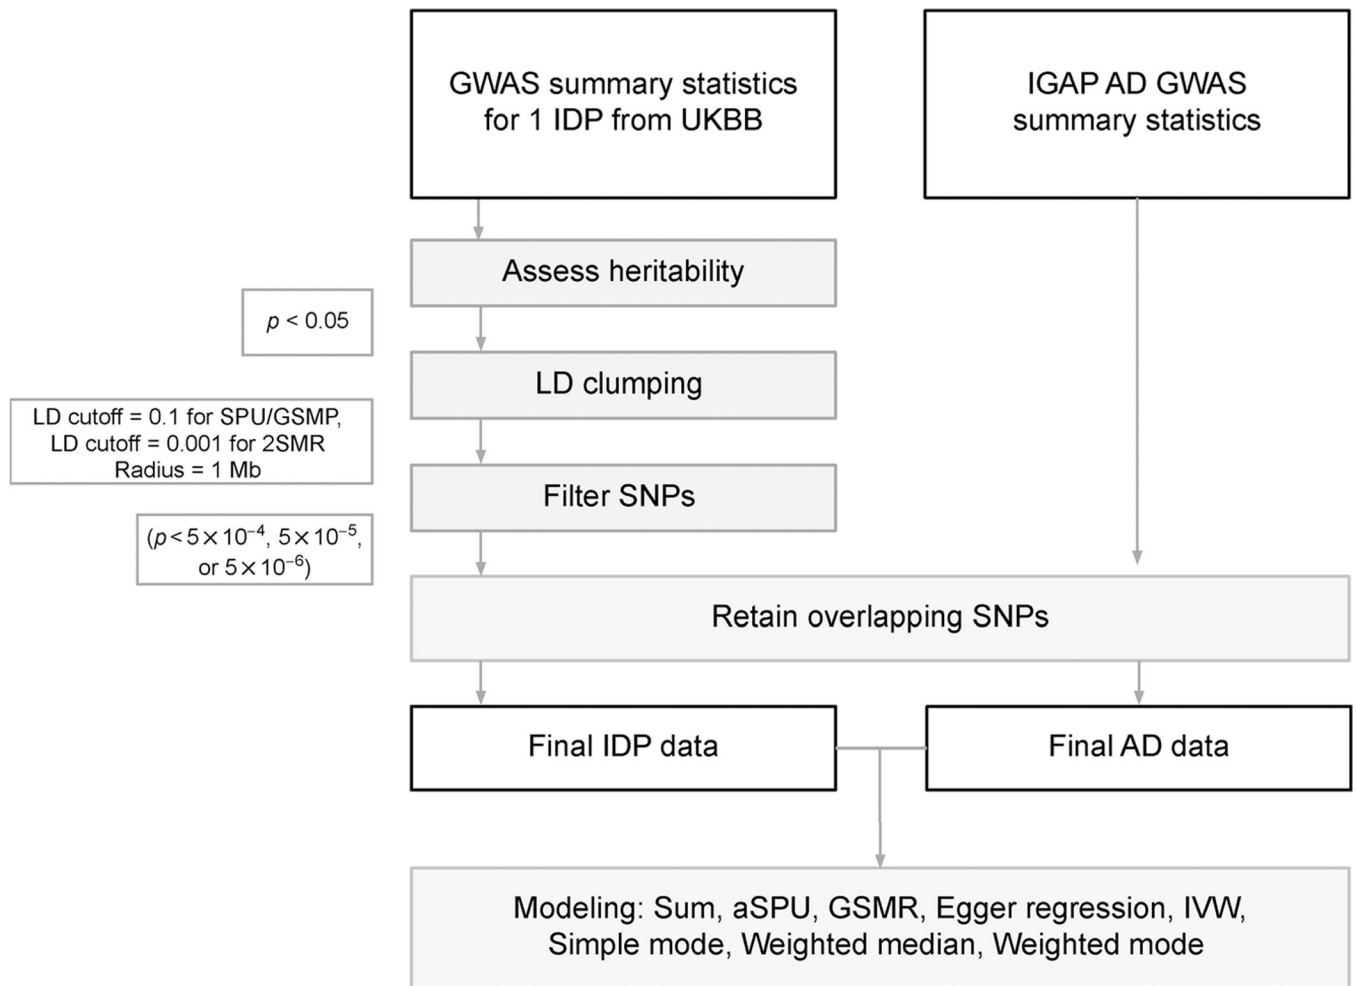 GWAS summary statistics
for 1 IDP from UKBB
IGAP AD GWAS
summary statistics
Assess heritability
p < 0.05
LD clumping
LD cutoff = 0.1 for SPU/GSMP,
LD cutoff = 0.001 for 2SMR
Radius = 1 Mb
Filter SNPs
(p < 5 × 10⁻⁴, 5 × 10⁻⁵,
or 5 × 10⁻⁶)
Retain overlapping SNPs
Final IDP data
Final AD data
Modeling: Sum, aSPU, GSMR, Egger regression, IVW,
Simple mode, Weighted median, Weighted mode